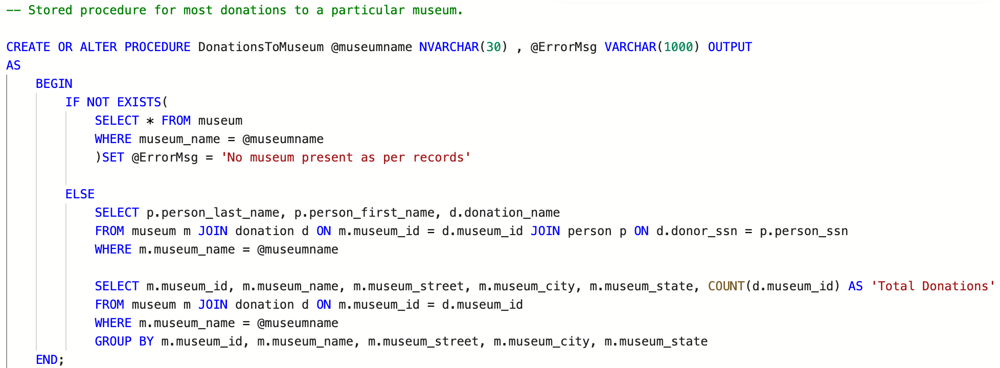 -- Stored procedure for most donations to a particular museum.
CREATE OR ALTER PROCEDURE DonationsToMuseum @museumname NVARCHAR(30) , @ErrorMsg VARCHAR(1000) OUTPUT
AS
BEGIN
IF NOT EXISTS(
SELECT * FROM museum
WHERE museum_name = @museumname
)SET @ErrorMsg = 'No museum present as per records'
ELSE
SELECT p.person_last_name, p.person_first_name, d.donation_name
FROM museum m JOIN donation d ON m.museum_id = d.museum_id JOIN person p ON d.donor_ssn = p.person_ssn
WHERE m.museum_name = @museumname
SELECT m.museum_id, m.museum_name, m.museum_street, m.museum_city, m.museum_state, COUNT(d.museum_id) AS 'Total Donations'
FROM museum m JOIN donation d ON m.museum_id = d.museum_id
WHERE m.museum_name = @museumname
GROUP BY m.museum_id, m.museum_name, m.museum_street, m.museum_city, m.museum_state
END;